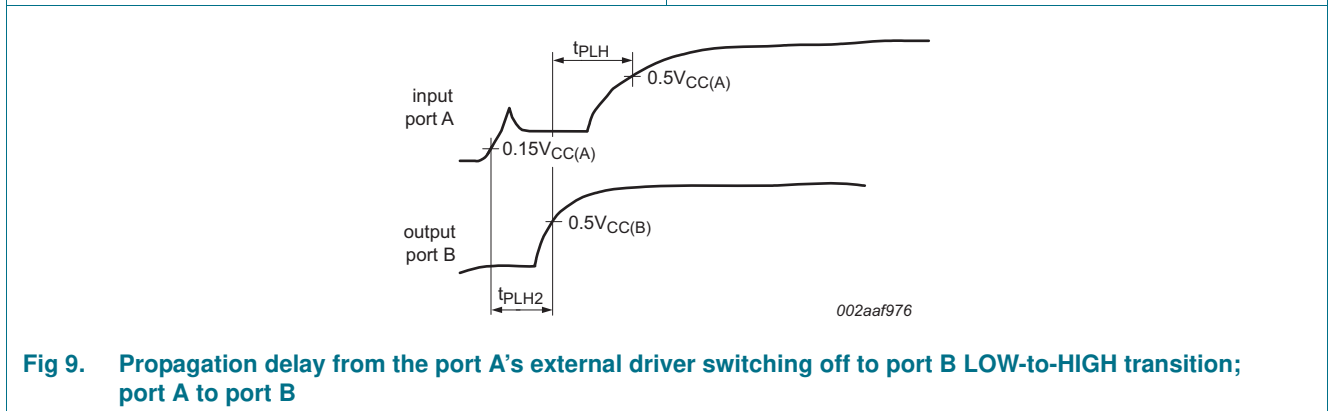 tPLH
0.5VCC(A)
input
port A
0.15VCC(A)
0.5VCC(B)
output
port B
tPLH2
002aaf976
Fig 9. Propagation delay from the port A's external driver switching off to port B LOW-to-HIGH transition;
port A to port B